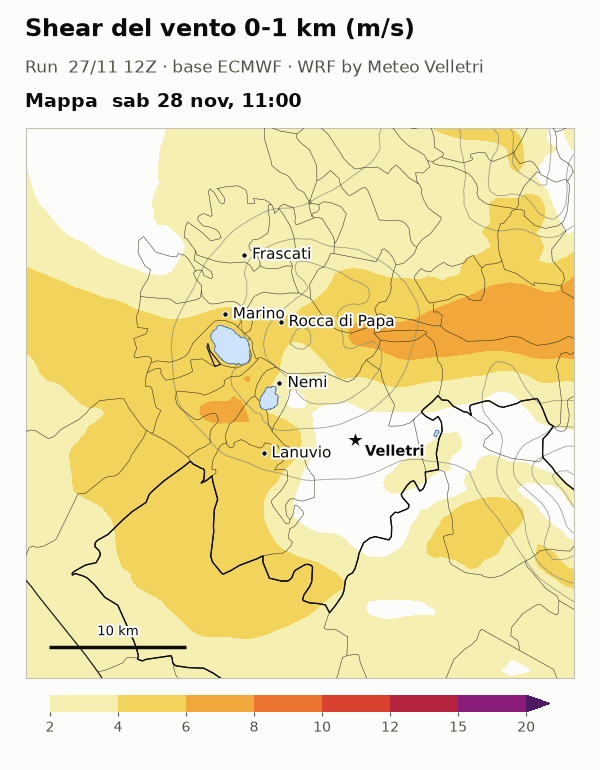 Shear del vento 0-1 km (m/s)
Run  27/11 12Z · base ECMWF · WRF by Meteo Velletri
Mappa  sab 28 nov, 11:00
Frascati
Marino
Rocca di Papa
Nemi
Velletri
Lanuvio
10 km
2 4 6 8 10 12 15 20